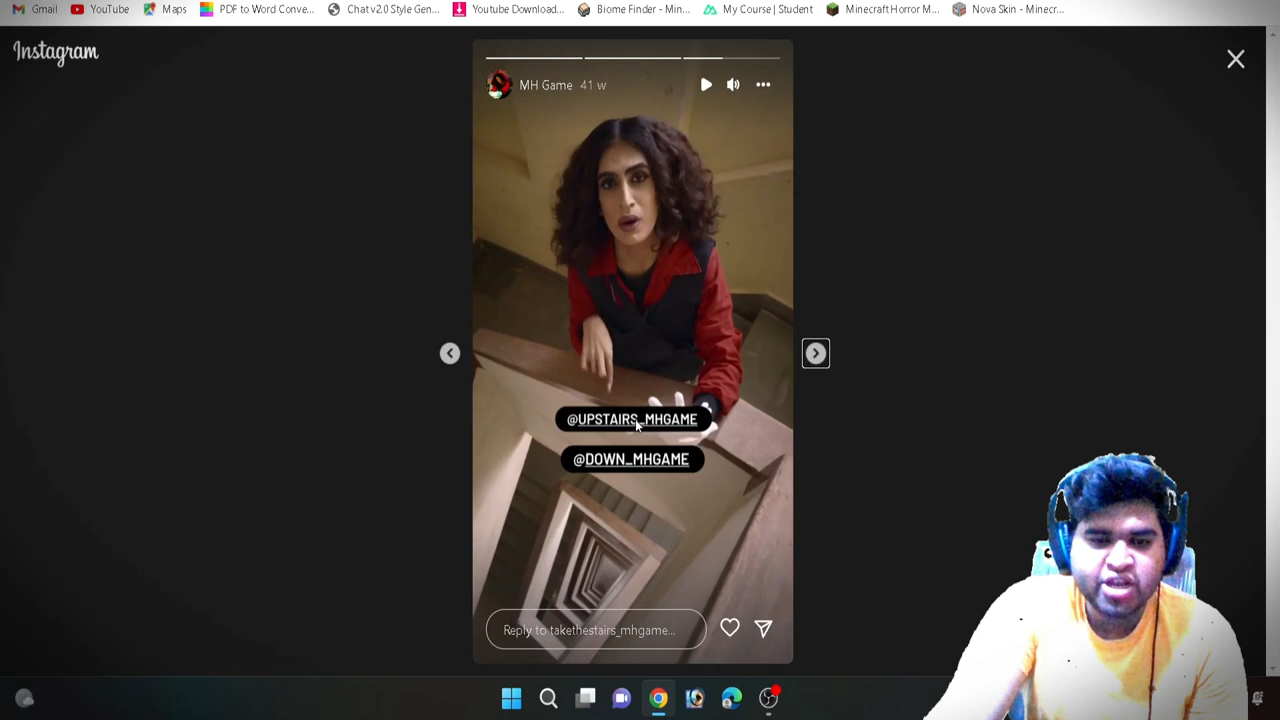 Gmail YouTube Maps PDF to Word Conve... Chat v2.0 Style Gen... Youtube Download... Biome Finder - Min... My Course | Student Minecraft Horror M... Nova Skin - Minecr...
Instagram
MH Game 41 w
@UPSTAIRS_MHGAME
@DOWN_MHGAME
Reply to takethestairs_mhgame...